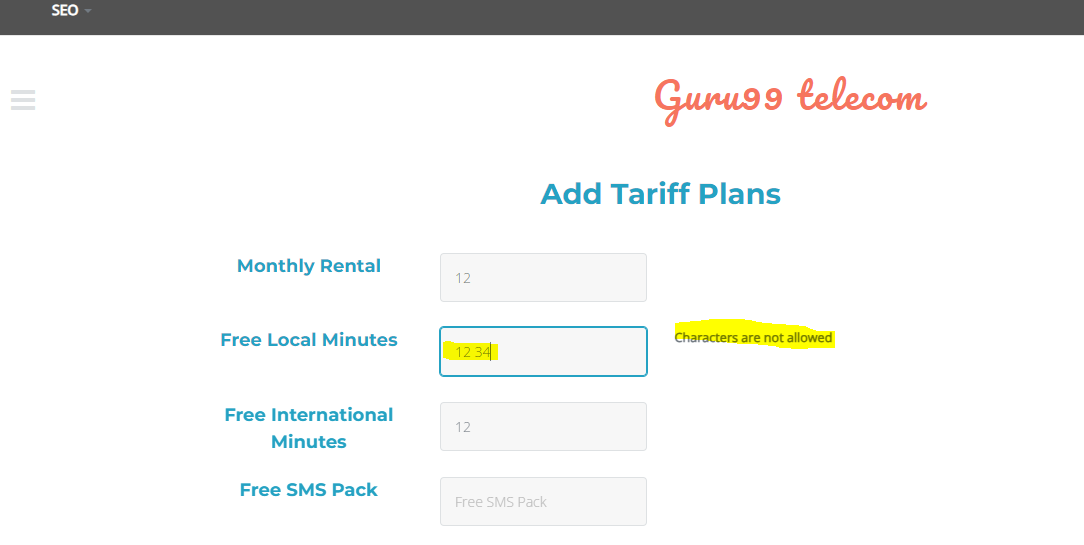 SEO
Guru99 telecom
Add Tariff Plans
Monthly Rental
12
Free Local Minutes
12 34
Characters are not allowed
Free International
Minutes
12
Free SMS Pack
Free SMS Pack